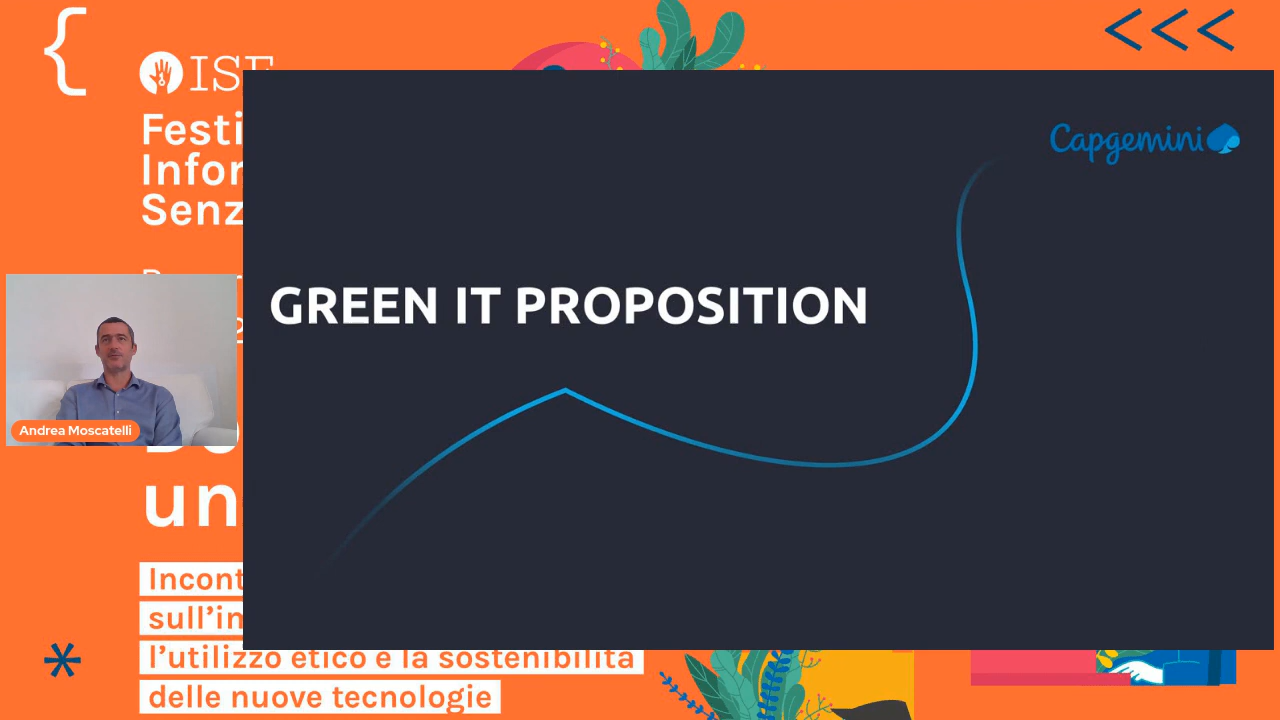 ISF
Festi
Infor
Senz
Capgemini
GREEN IT PROPOSITION
Andrea Moscatelli
un
Incont
sull'in
l'utilizzo etico e la sostenibilità
delle nuove tecnologie